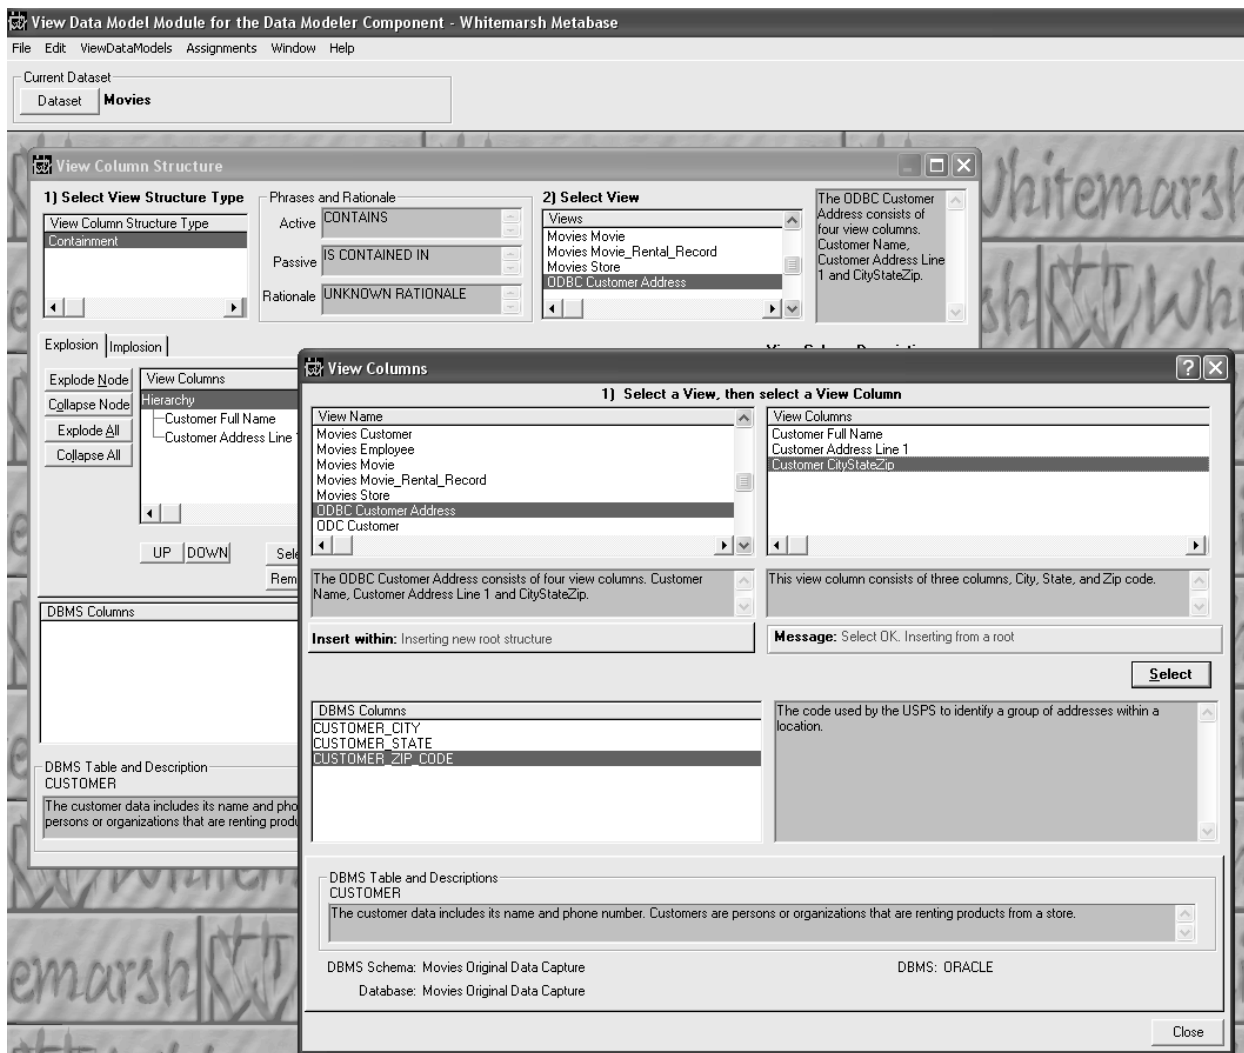 View Data Model Module for the Data Modeler Component - Whitemarsh Metabase
File Edit ViewDataModels Assignments Window Help
Current Dataset
Dataset Movies
View Column Structure
1) Select View Structure Type
View Column Structure Type
Containment
Phrases and Rationale
Active CONTAINS
Passive IS CONTAINED IN
Rationale UNKNOWN RATIONALE
2) Select View
Views
Movies Movie
Movies Movie_Rental_Record
Movies Store
ODBC Customer Address
The ODBC Customer
Address consists of
four view columns.
Customer Name,
Customer Address Line
1 and CityStateZip.
Whitemarsh
Explosion Implosion
Explode Node
Collapse Node
Explode All
Collapse All
View Columns
Hierarchy
Customer Full Name
Customer Address Line
UP DOWN
DBMS Columns
DBMS Table and Description
CUSTOMER
The customer data includes its name and
persons or organizations that are renting
View Columns
1) Select a View, then select a View Column
View Name
Movies Customer
Movies Employee
Movies Movie
Movies Movie_Rental_Record
Movies Store
ODBC Customer Address
ODC Customer
View Columns
Customer Full Name
Customer Address Line 1
Customer CityStateZip
The ODBC Customer Address consists of four view columns. Customer
Name, Customer Address Line 1 and CityStateZip.
This view column consists of three columns, City, State, and Zip code.
Insert within: Inserting new root structure
Message: Select OK. Inserting from a root
Select
DBMS Columns
CUSTOMER_CITY
CUSTOMER_STATE
CUSTOMER_ZIP_CODE
The code used by the USPS to identify a group of addresses within a
location.
DBMS Table and Descriptions
CUSTOMER
The customer data includes its name and phone number. Customers are persons or organizations that are renting products from a store.
DBMS Schema: Movies Original Data Capture
DBMS: ORACLE
Database: Movies Original Data Capture
Close